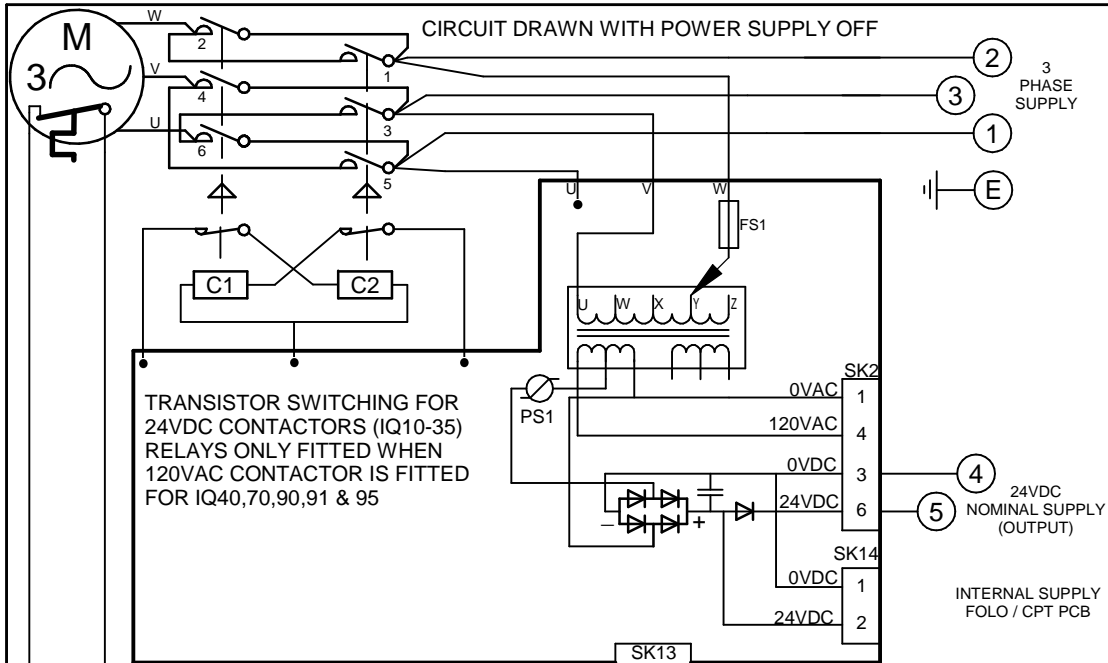 CIRCUIT DRAWN WITH POWER SUPPLY OFF
W
M
3
V
U
2
4
6
1
3
5
2
3
1
E
3
PHASE
SUPPLY
U
V
W
FS1
C1
C2
U
W
X
Y
Z
PS1
TRANSISTOR SWITCHING FOR
24VDC CONTACTORS (IQ10-35)
RELAYS ONLY FITTED WHEN
120VAC CONTACTOR IS FITTED
FOR IQ40,70,90,91 & 95
SK2
0VAC 1
120VAC 4
0VDC 3
24VDC 6
– +
4
5
24VDC
NOMINAL SUPPLY
(OUTPUT)
SK14
0VDC 1
24VDC 2
INTERNAL SUPPLY
FOLO / CPT PCB
SK13